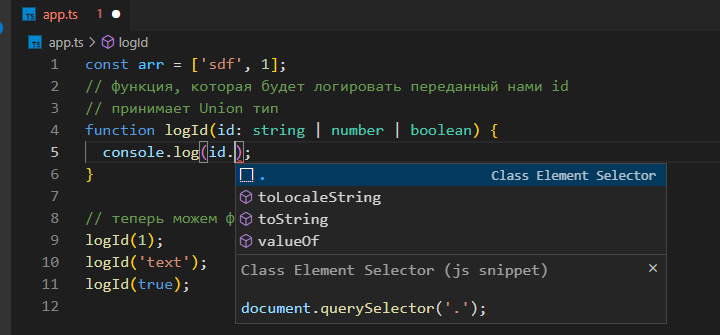 TS app.ts 1
TS app.ts > logId
1 const arr = ['sdf', 1];
2 // функция, которая будет логировать переданный нами id
3 // принимает Union тип
4 function logId(id: string | number | boolean) {
5 console.log(id.);
6 }
. Class Element Selector
7 toLocaleString
8 // теперь можем ф toString
9 logId(1); valueOf
10 logId('text'); Class Element Selector (js snippet) ×
11 logId(true);
12 document.querySelector('.');